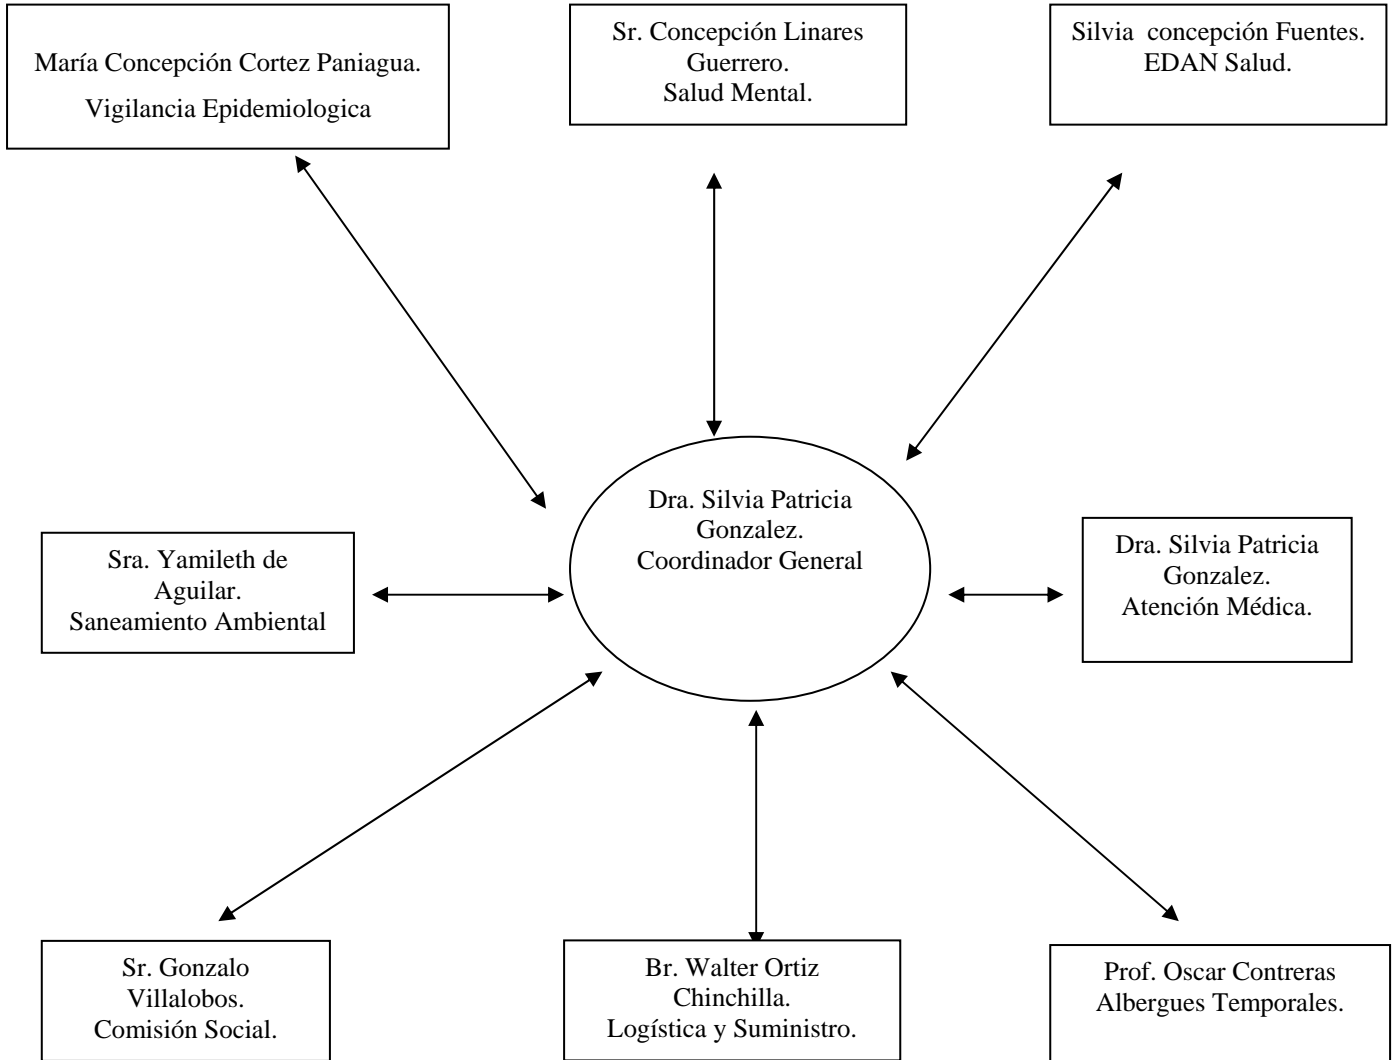 María Concepción Cortez Paniagua.
Vigilancia Epidemiologica
Sr. Concepción Linares
Guerrero.
Salud Mental.
Silvia  concepción Fuentes.
EDAN Salud.
Dra. Silvia Patricia
Gonzalez.
Coordinador General
Sra. Yamileth de
Aguilar.
Saneamiento Ambiental
Dra. Silvia Patricia
Gonzalez.
Atención Médica.
Sr. Gonzalo
Villalobos.
Comisión Social.
Br. Walter Ortiz
Chinchilla.
Logística y Suministro.
Prof. Oscar Contreras
Albergues Temporales.